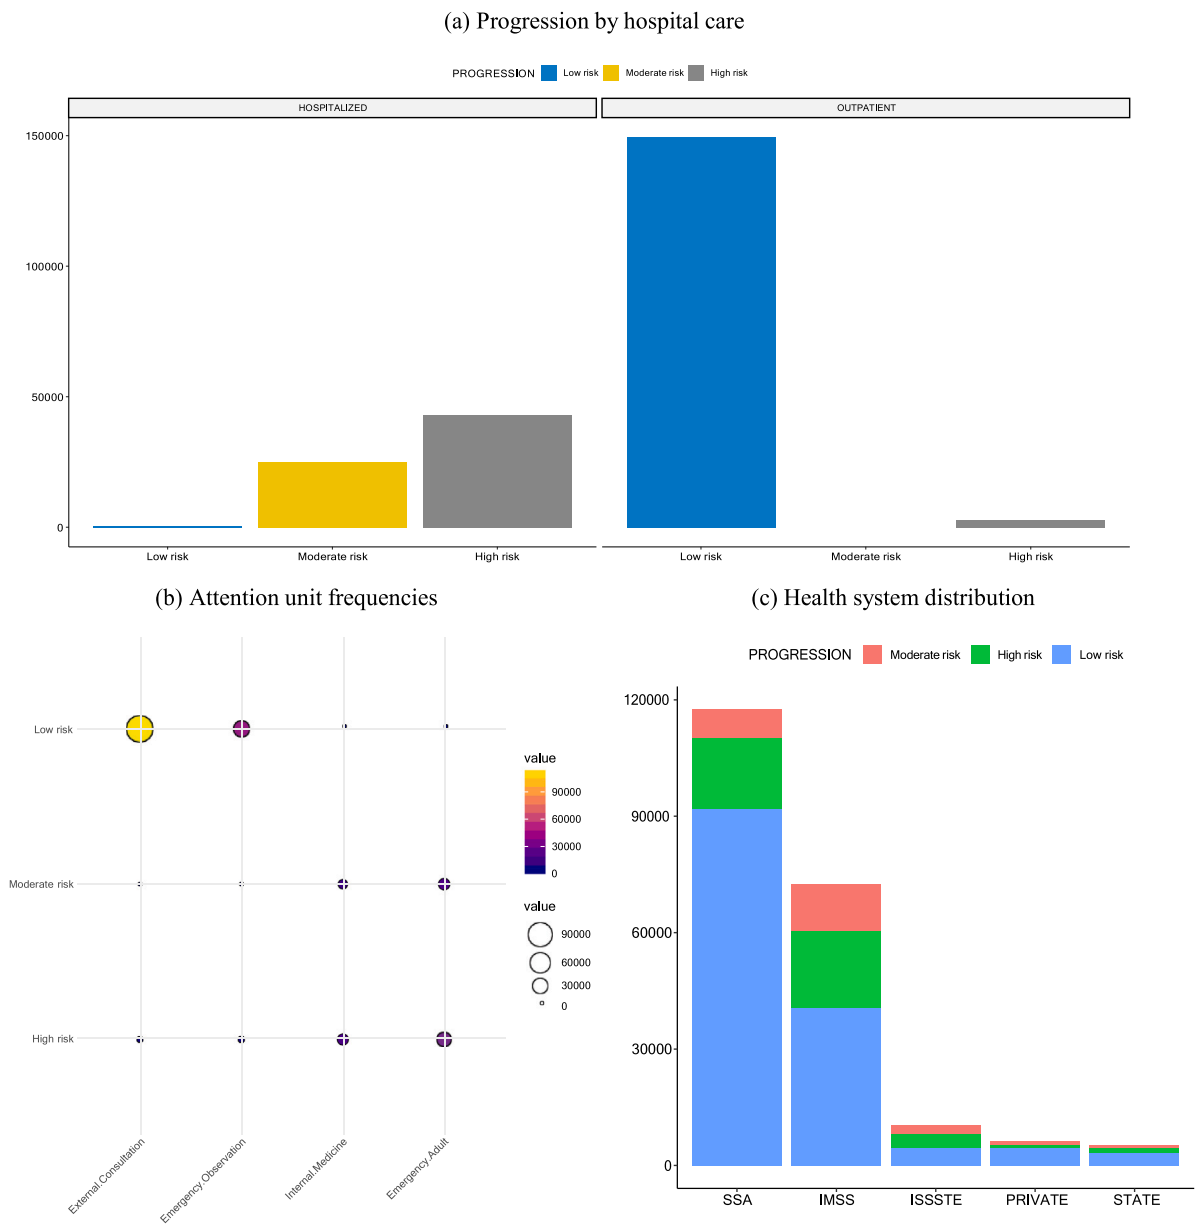 (a) Progression by hospital care
PROGRESSION Low risk Moderate risk High risk
HOSPITALIZED OUTPATIENT
150000
100000
50000
0
Low risk Moderate risk High risk Low risk Moderate risk High risk
(b) Attention unit frequencies
Low risk
Moderate risk
High risk
External.Consultation
Emergency.Observation
Internal.Medicine
Emergency.Adult
value
90000
60000
30000
0
value
90000
60000
30000
0
(c) Health system distribution
PROGRESSION Moderate risk High risk Low risk
120000
90000
60000
30000
0
SSA IMSS ISSSTE PRIVATE STATE